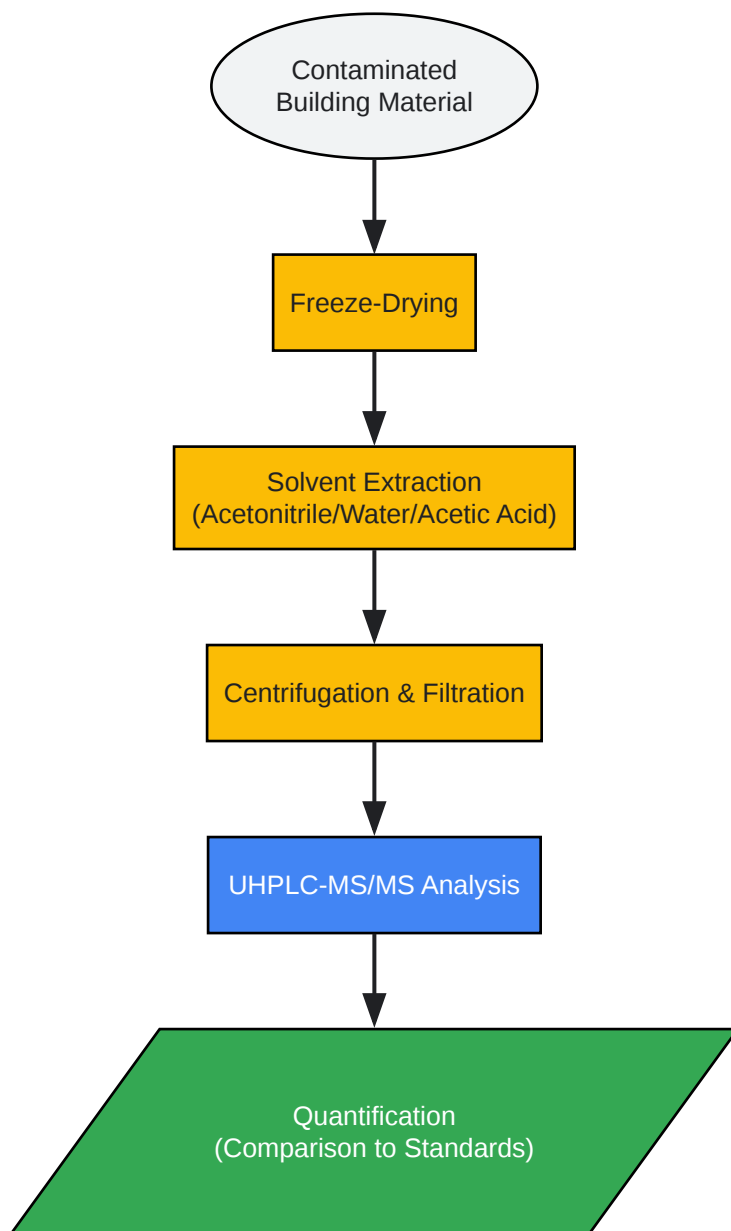 Contaminated
Building Material
Freeze-Drying
Solvent Extraction
(Acetonitrile/Water/Acetic Acid)
Centrifugation & Filtration
UHPLC-MS/MS Analysis
Quantification
(Comparison to Standards)